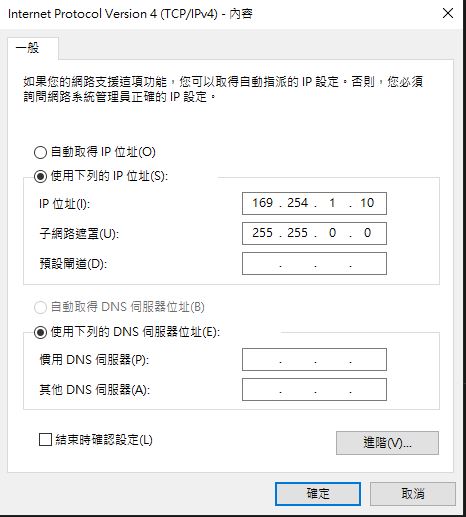 Internet Protocol Version 4 (TCP/IPv4) - 內容
一般
如果您的網路支援這項功能，您可以取得自動指派的 IP 設定。否則，您必須
詢問網路系統管理員正確的 IP 設定。
自動取得 IP 位址(O)
使用下列的 IP 位址(S):
IP 位址(I): 169 . 254 . 1 . 10
子網路遮罩(U): 255 . 255 . 0 . 0
預設閘道(D): . . .
自動取得 DNS 伺服器位址(B)
使用下列的 DNS 伺服器位址(E):
慣用 DNS 伺服器(P): . . .
其他 DNS 伺服器(A): . . .
結束時確認設定(L)
進階(V)...
確定 取消